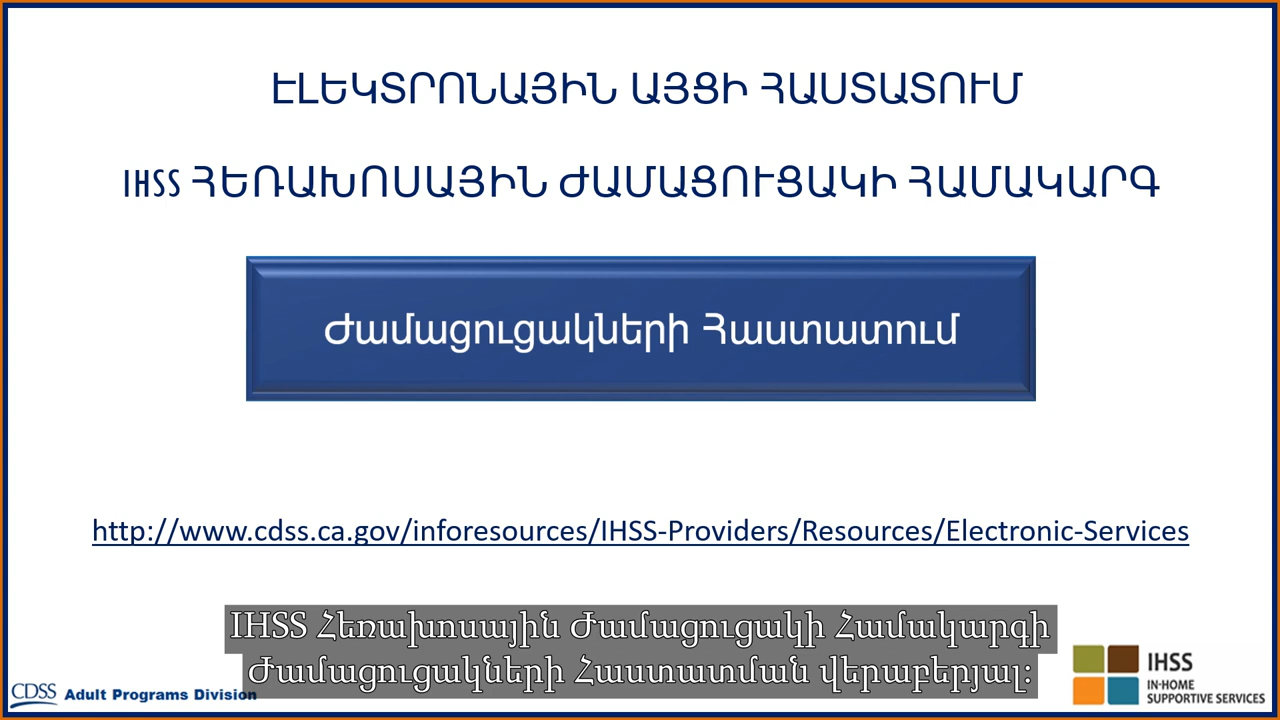 ԷԼԵԿՏՐՈՆԱՅԻՆ ԱՅՑԻ ՀԱՍՏԱՏՈՒՄ
IHSS ՀԵՌԱԽՈՍԱՅԻՆ ԺԱՄԱՑՈՒՑԱԿԻ ՀԱՄԱԿԱՐԳ
Ժամացուցակների Հաստատում
http://www.cdss.ca.gov/inforesources/IHSS-Providers/Resources/Electronic-Services
IHSS Հեռախոսային Ժամացուցակի Համակարգի
Ժամացուցակների Հաստատման վերաբերյալ։
CDSS Adult Programs Division
IHSS
IN-HOME
SUPPORTIVE SERVICES